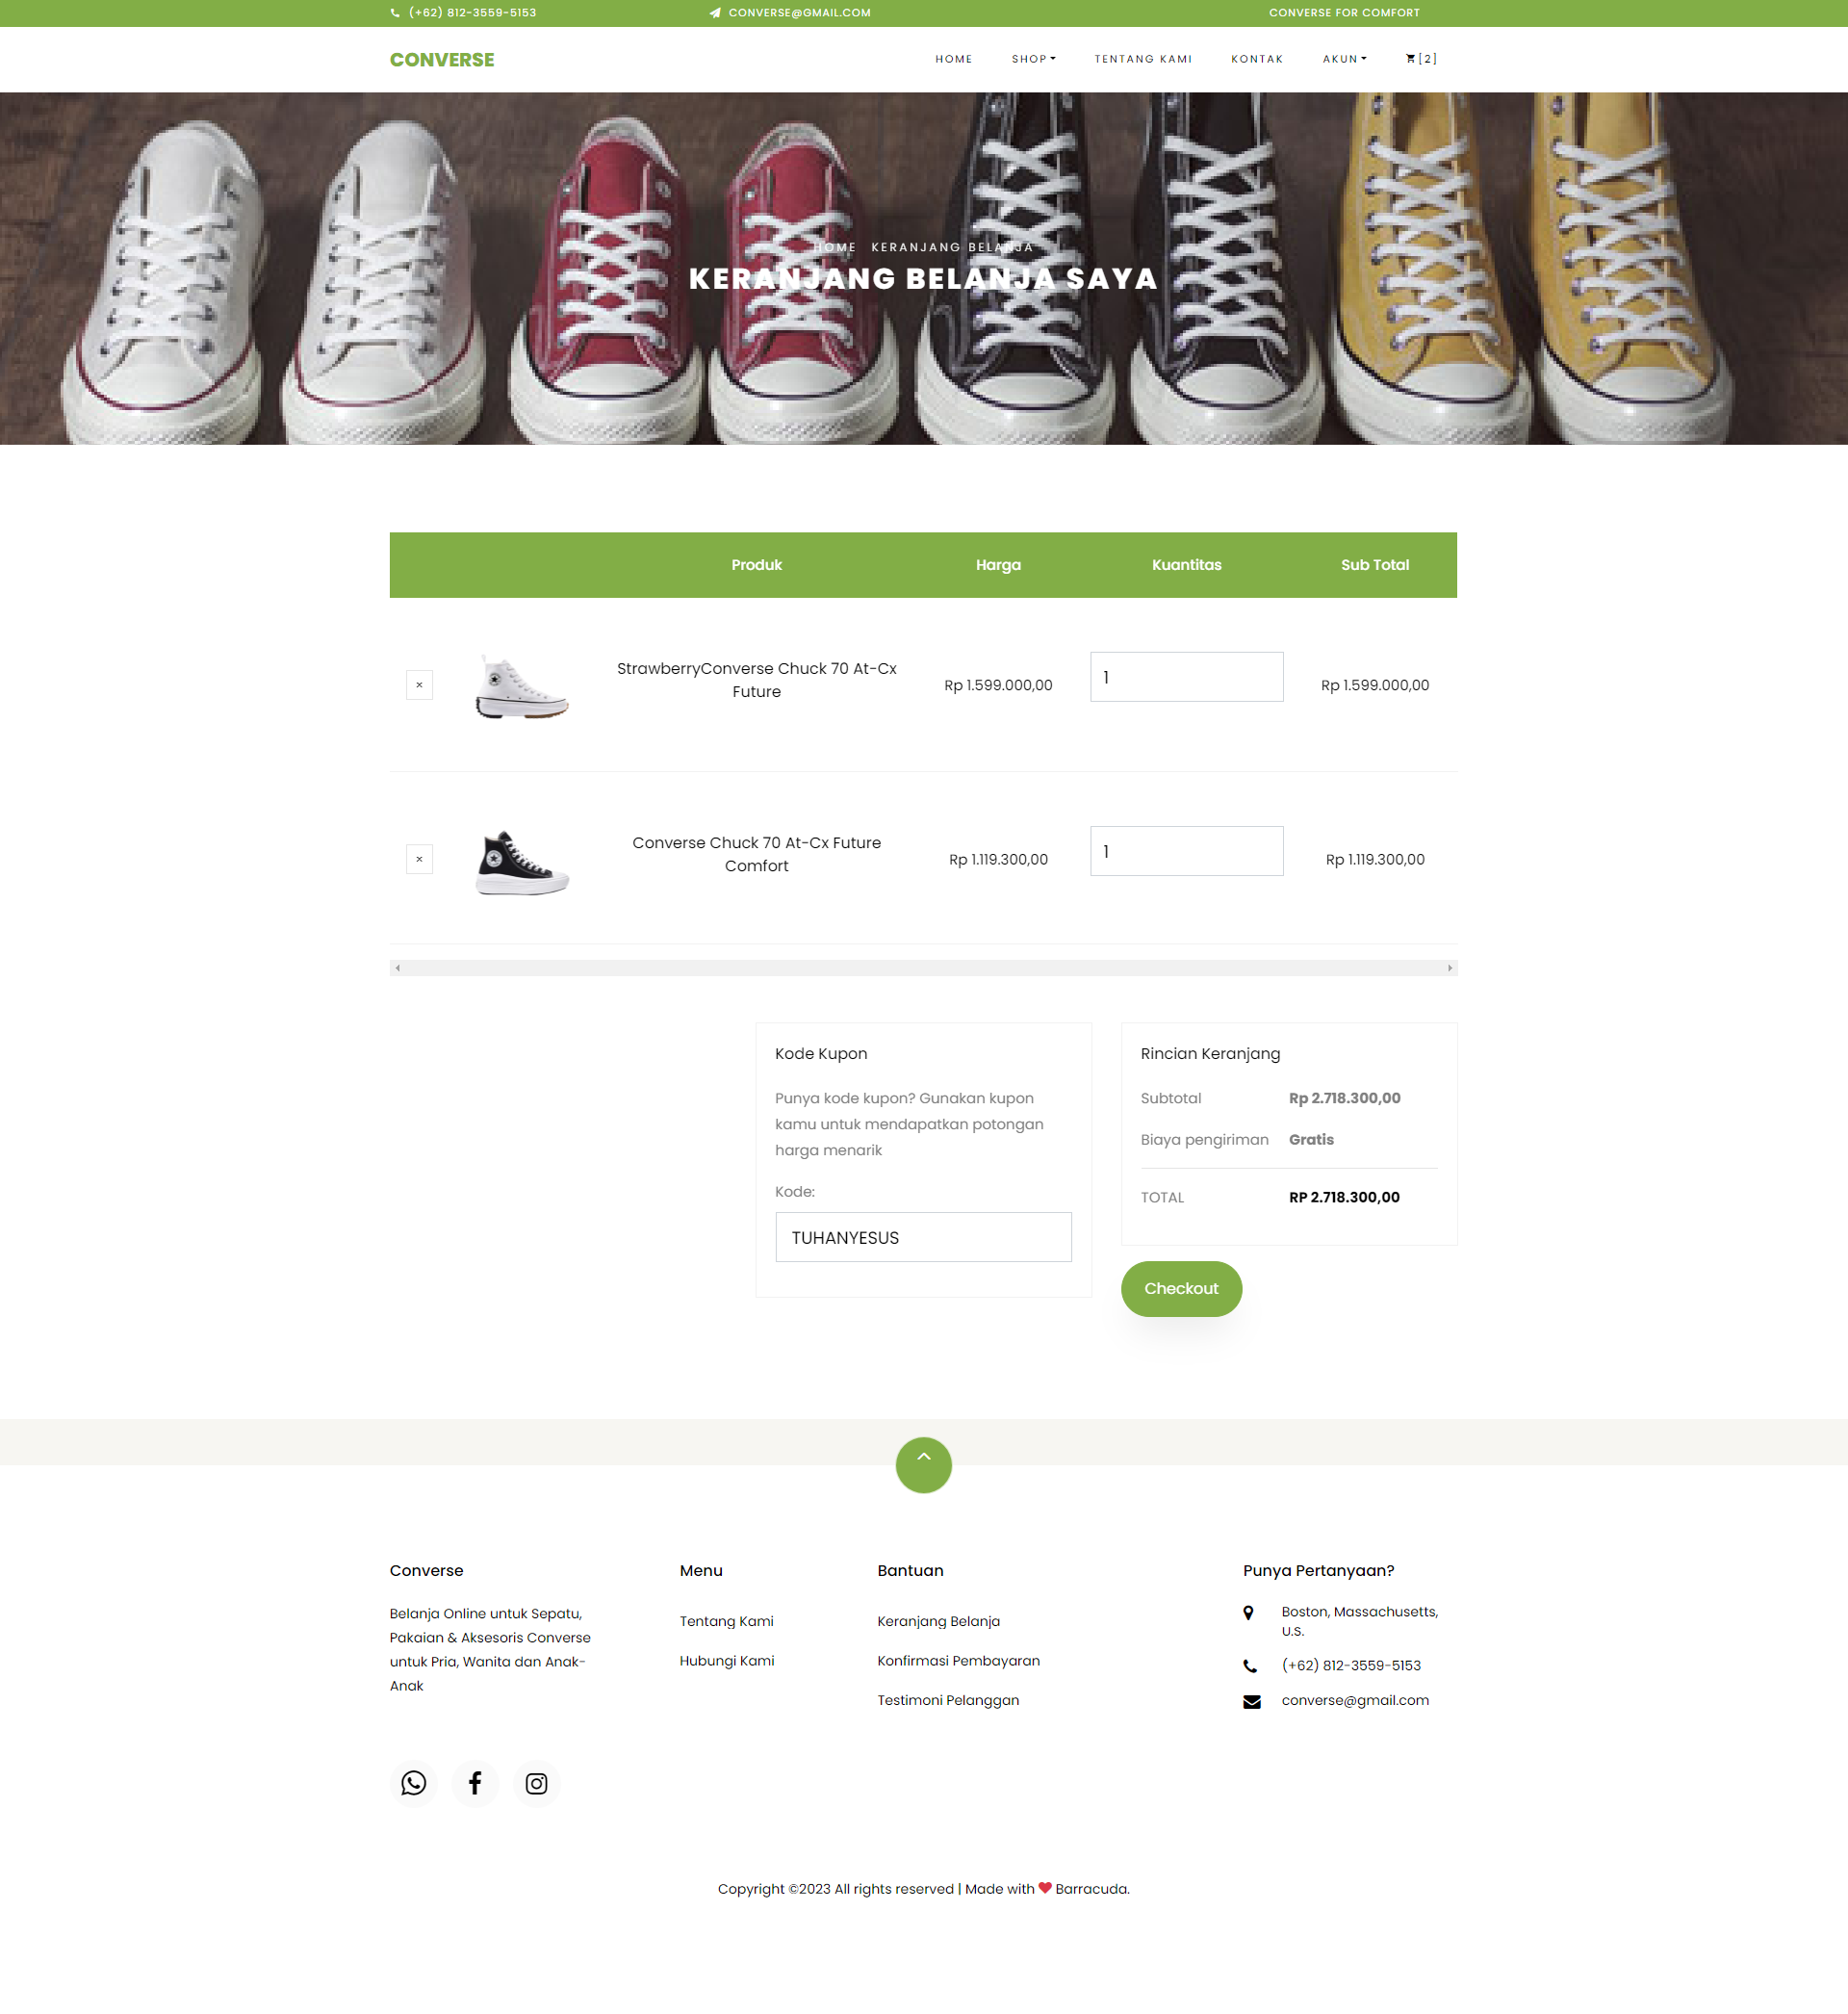 (+62) 812-3559-5153
CONVERSE@GMAIL.COM
CONVERSE FOR COMFORT
CONVERSE
HOME
SHOP
TENTANG KAMI
KONTAK
AKUN
[2]
HOME KERANJANG BELANJA
KERANJANG BELANJA SAYA
Produk
Harga
Kuantitas
Sub Total
×
StrawberryConverse Chuck 70 At-Cx
Future
Rp 1.599.000,00
1
Rp 1.599.000,00
×
Converse Chuck 70 At-Cx Future
Comfort
Rp 1.119.300,00
1
Rp 1.119.300,00
Kode Kupon
Punya kode kupon? Gunakan kupon
kamu untuk mendapatkan potongan
harga menarik
Kode:
TUHANYESUS
Rincian Keranjang
Subtotal Rp 2.718.300,00
Biaya pengiriman Gratis
TOTAL RP 2.718.300,00
Checkout
Converse
Belanja Online untuk Sepatu,
Pakaian & Aksesoris Converse
untuk Pria, Wanita dan Anak-
Anak
Menu
Tentang Kami
Hubungi Kami
Bantuan
Keranjang Belanja
Konfirmasi Pembayaran
Testimoni Pelanggan
Punya Pertanyaan?
Boston, Massachusetts,
U.S.
(+62) 812-3559-5153
converse@gmail.com
Copyright ©2023 All rights reserved | Made with ❤ Barracuda.